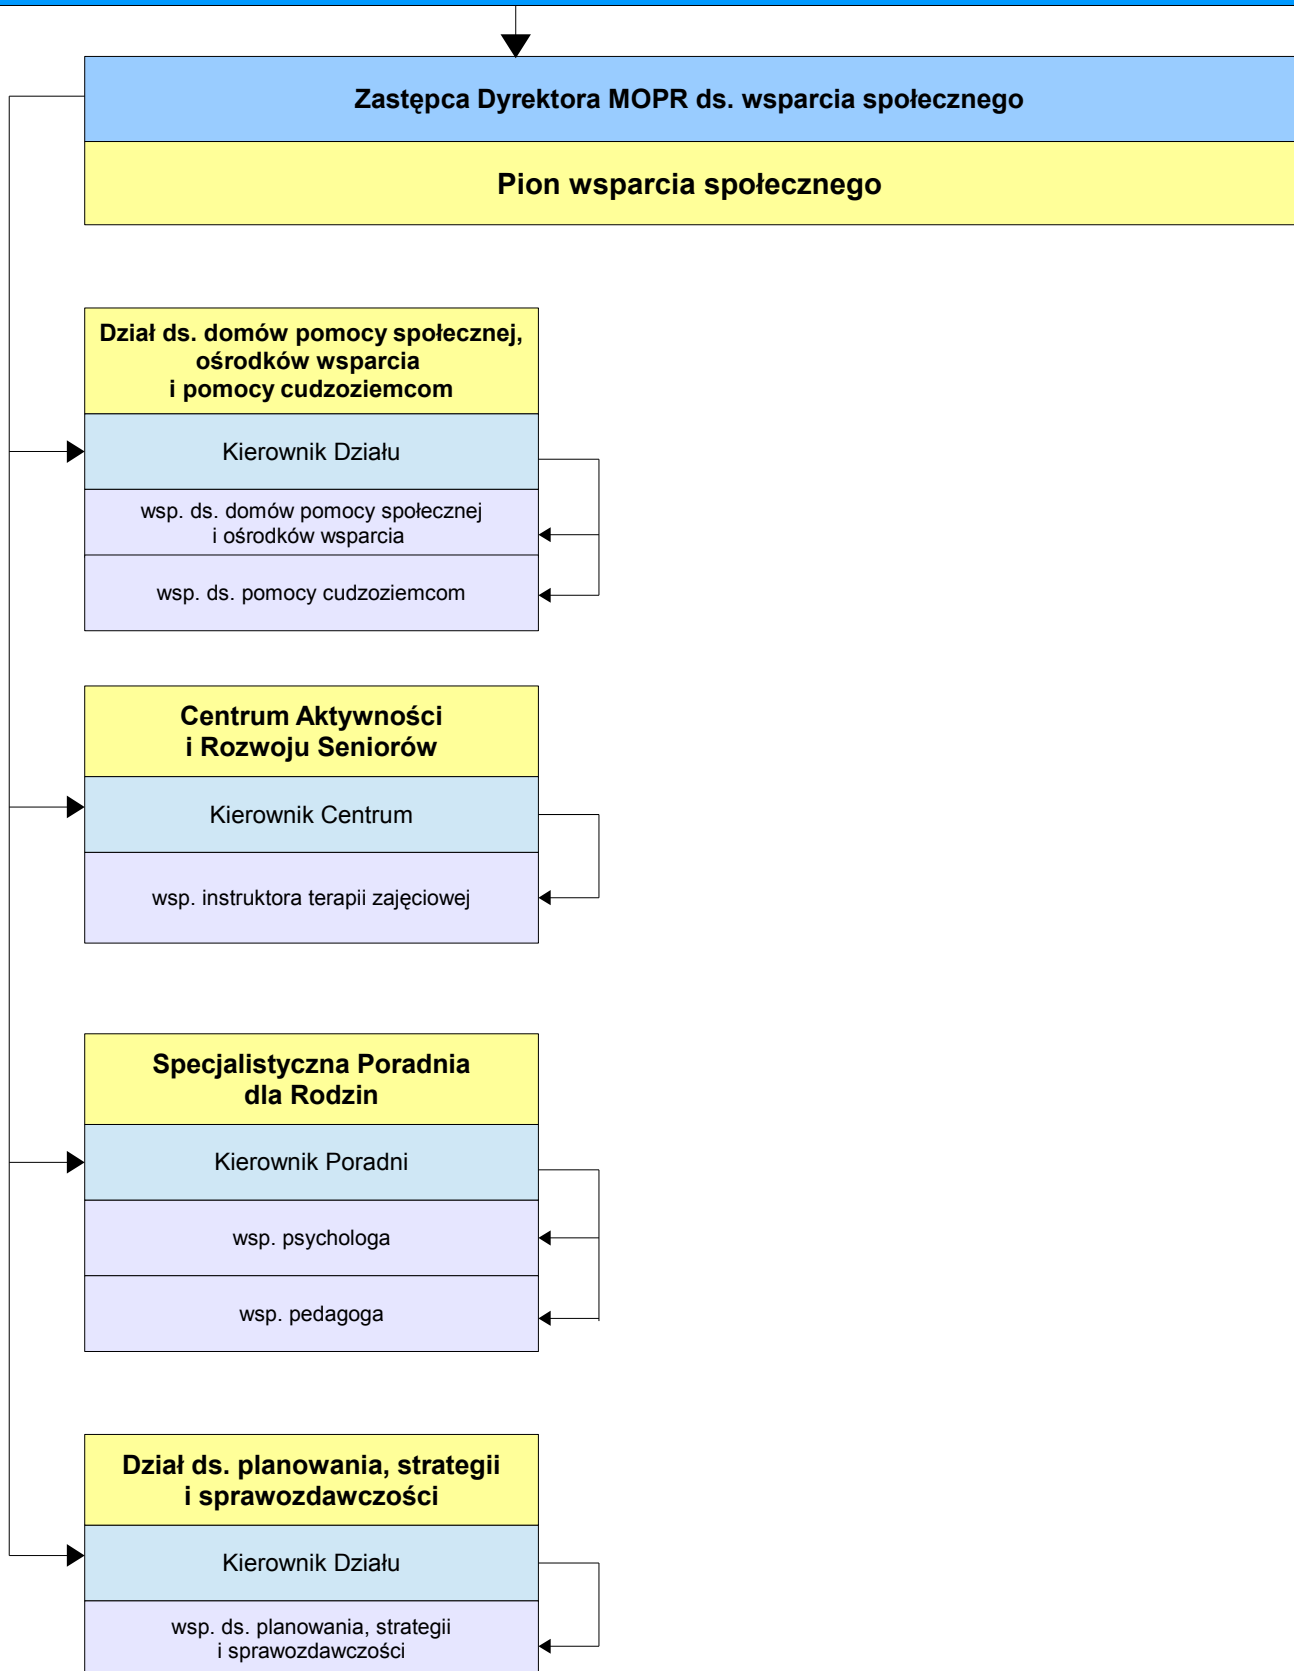 Zastępca Dyrektora MOPR ds. wsparcia społecznego
Pion wsparcia społecznego
Dział ds. domów pomocy społecznej,
ośrodków wsparcia
i pomocy cudzoziemcom
Kierownik Działu
wsp. ds. domów pomocy społecznej
i ośrodków wsparcia
wsp. ds. pomocy cudzoziemcom
Centrum Aktywności
i Rozwoju Seniorów
Kierownik Centrum
wsp. instruktora terapii zajęciowej
Specjalistyczna Poradnia
dla Rodzin
Kierownik Poradni
wsp. psychologa
wsp. pedagoga
Dział ds. planowania, strategii
i sprawozdawczości
Kierownik Działu
wsp. ds. planowania, strategii
i sprawozdawczości